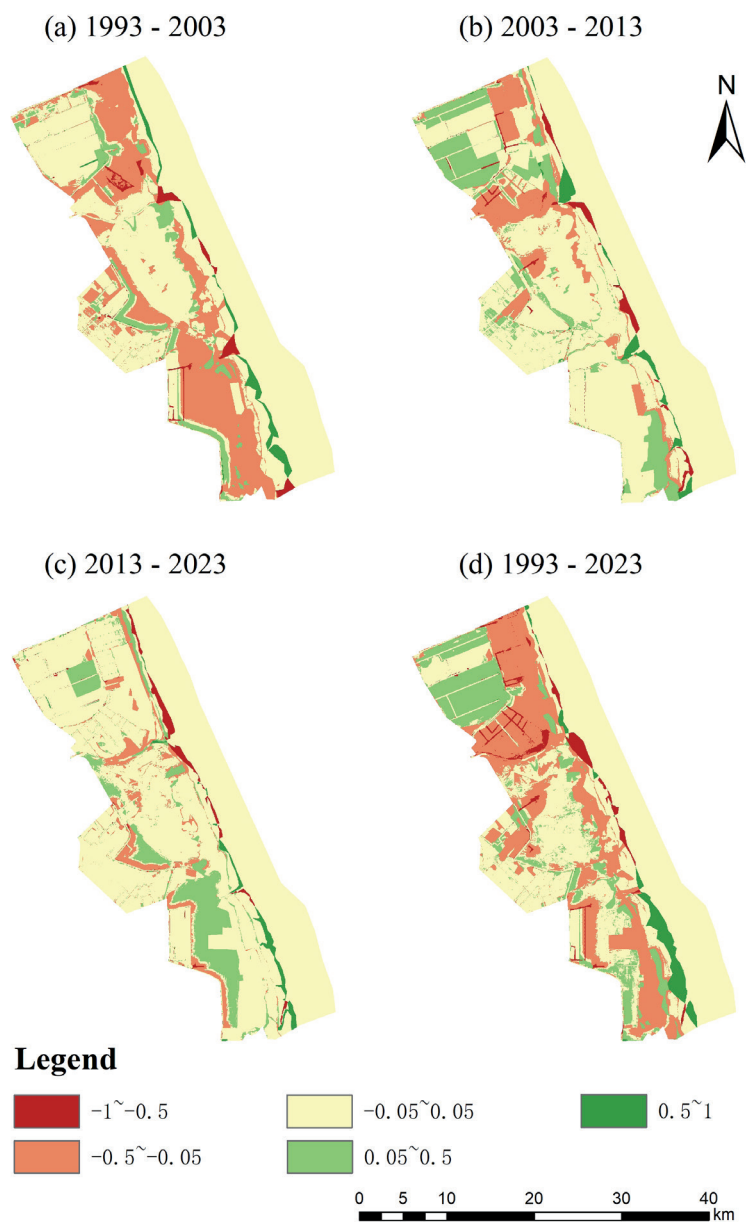 (a) 1993 - 2003
(b) 2003 - 2013
N
(c) 2013 - 2023
(d) 1993 - 2023
Legend
-1~-0.5
-0.05~0.05
0.5~1
-0.5~-0.05
0.05~0.5
0 5 10 20 30 40
km